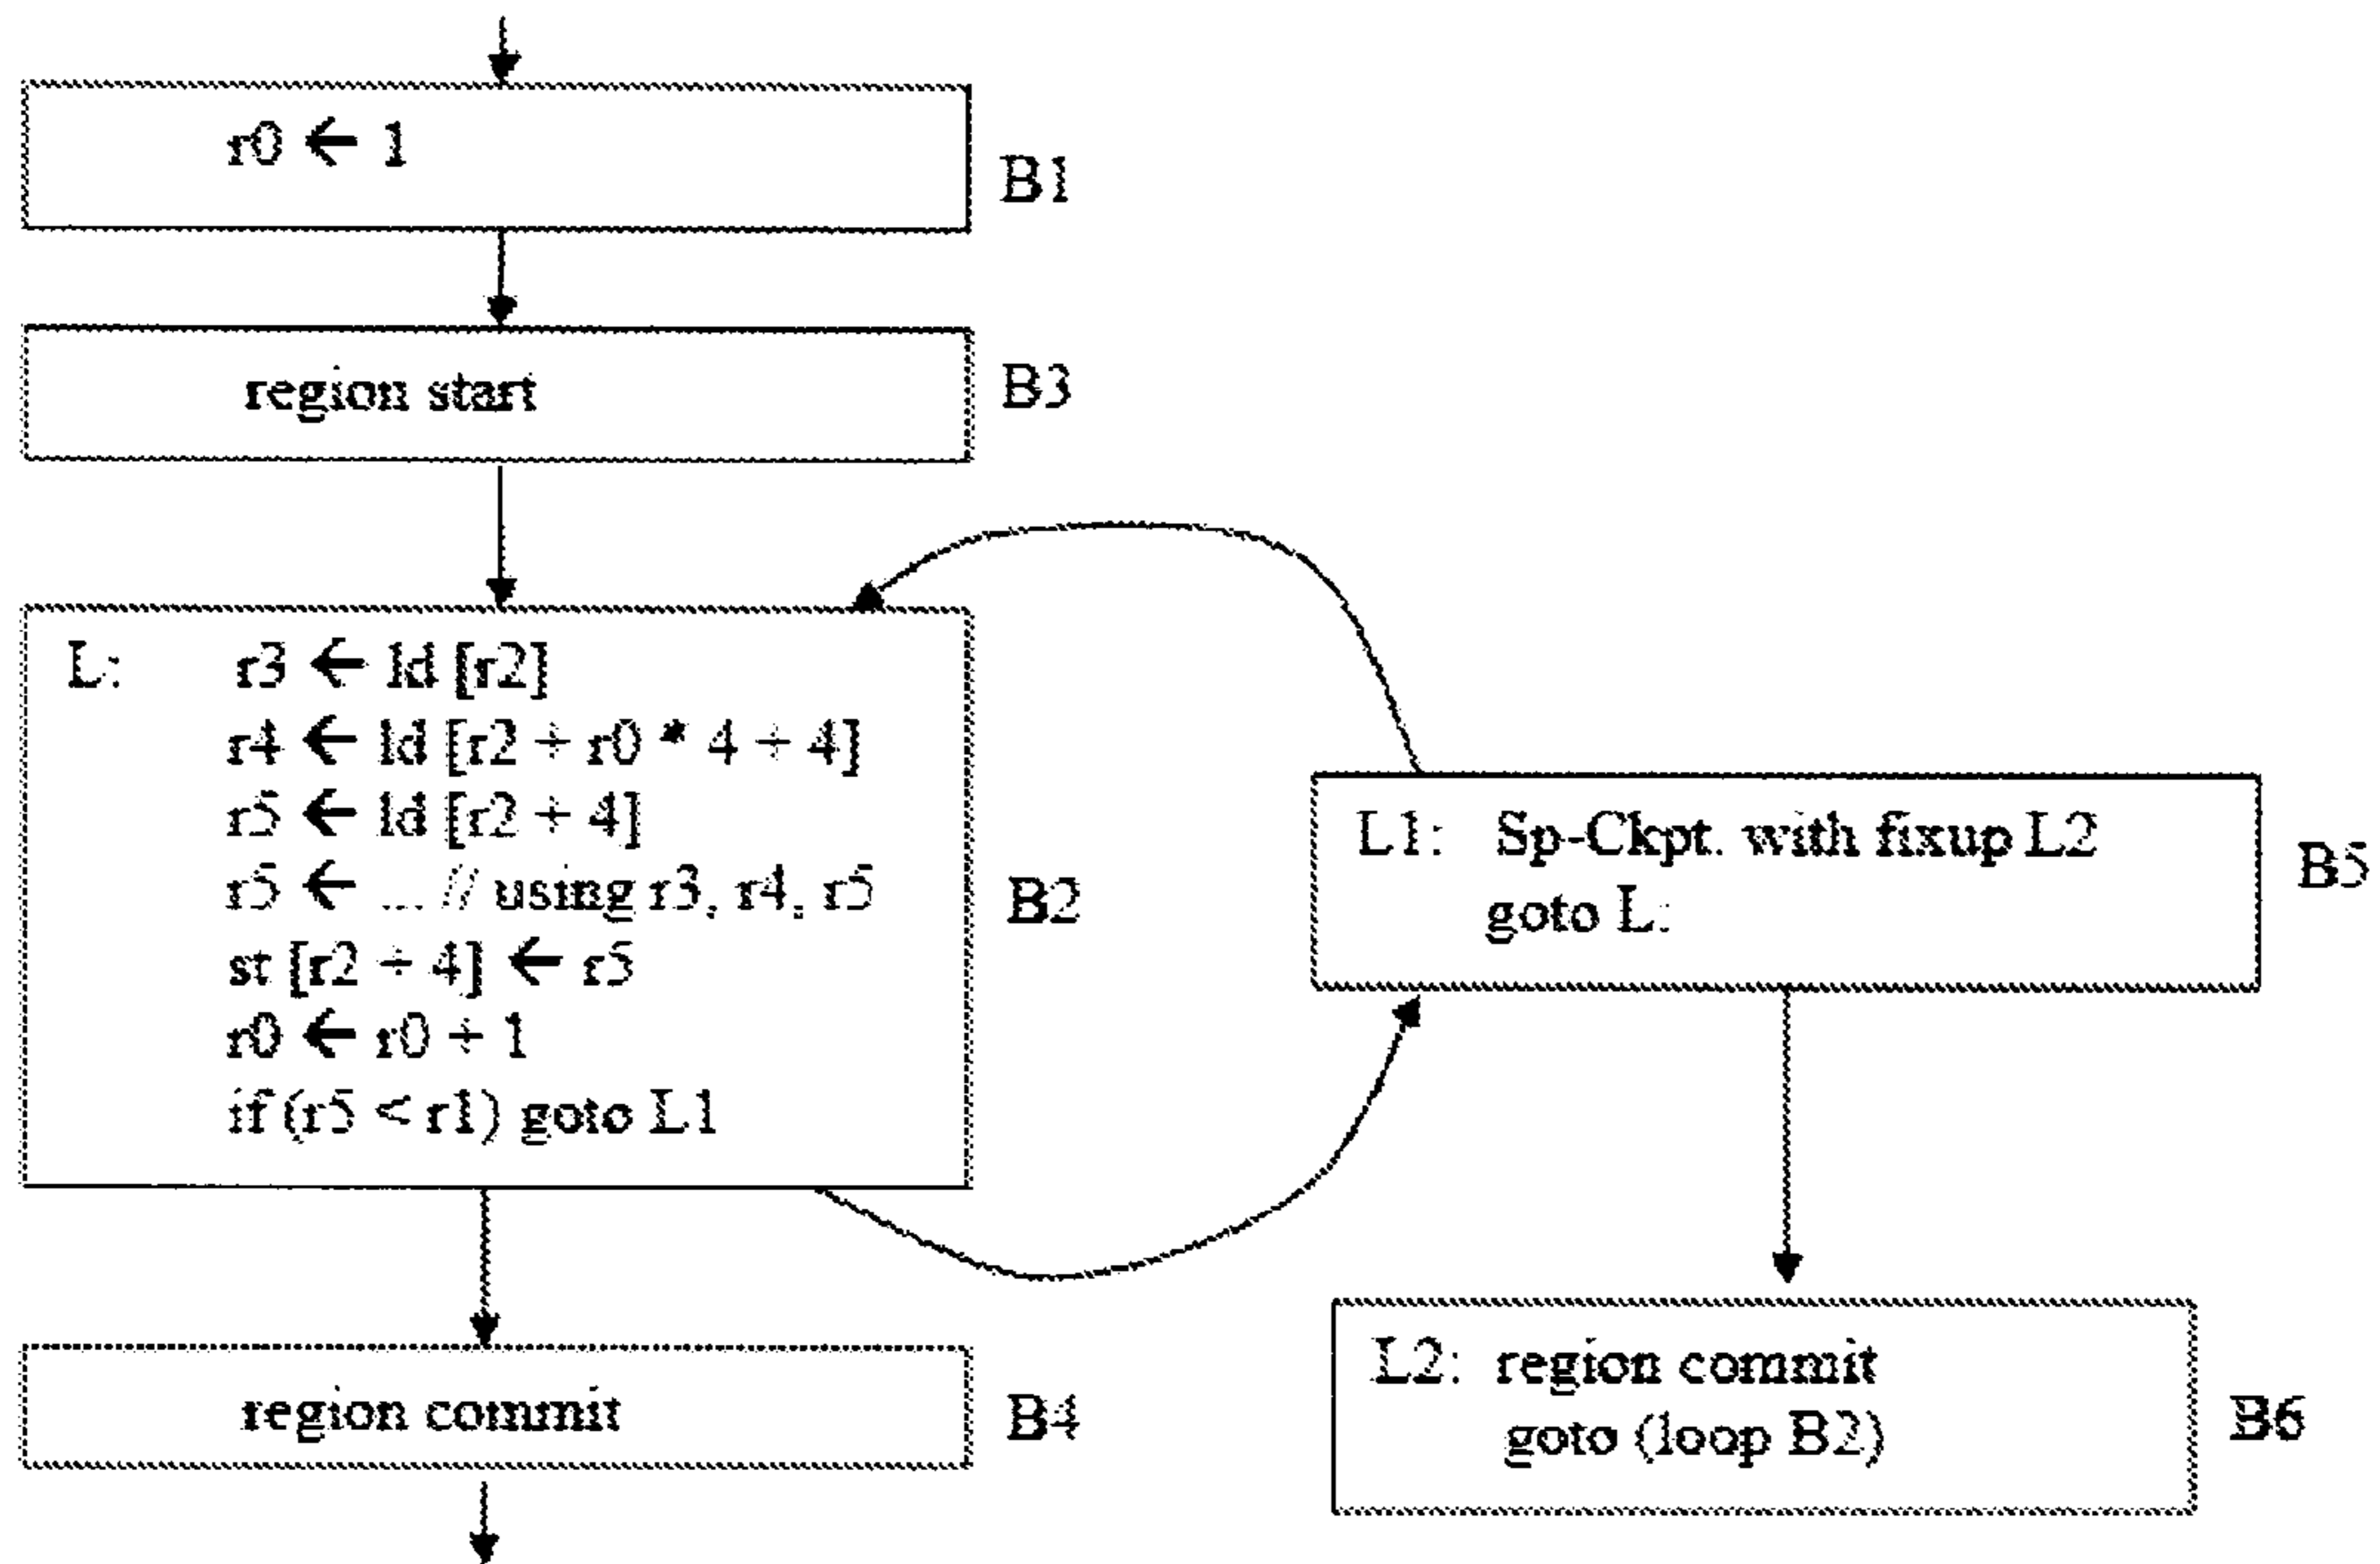 r0 ← 1
B1
region start
B3
L: r3 ← ld [r2]
r4 ← ld [r2 + r0 * 4 + 4]
r5 ← ld [r2 + 4]
r5 ← ... // using r3, r4, r5
st [r2 + 4] ← r5
r0 ← r0 + 1
if (r5 < r1) goto L1
B2
L1: Sp-Ckpt. with fixup L2
goto L:
B5
region commit
B4
L2: region commit
goto (loop B2)
B6